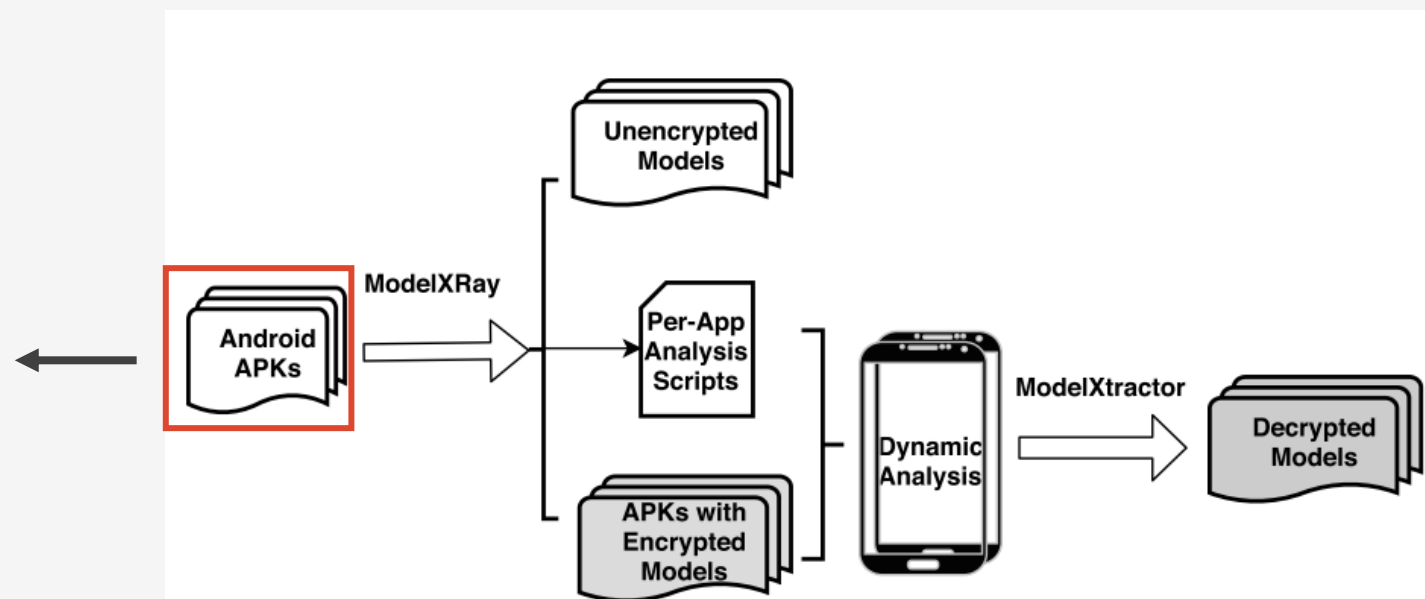 Unencrypted
Models
ModelXRay
Android
APKs
Per-App
Analysis
Scripts
APKs with
Encrypted
Models
Dynamic
Analysis
ModelXtractor
Decrypted
Models